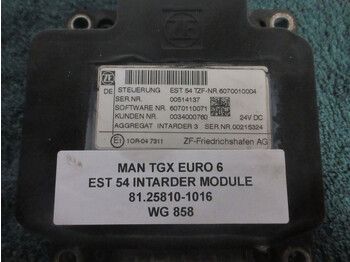 ZF
DE STEUERUNG EST 54 TZF-NR.6070010004
SER NR. 00514137
SOFTWARE NR. 6070110071
KUNDEN NR. 0034000760 24V DC
AGGREGAT INTARDER 3 SER.NR.00215324
E1 10R-04 7311 ZF-Friedrichshafen AG
MAN TGX EURO 6
EST 54 INTARDER MODULE
81.25810-1016
WG 858